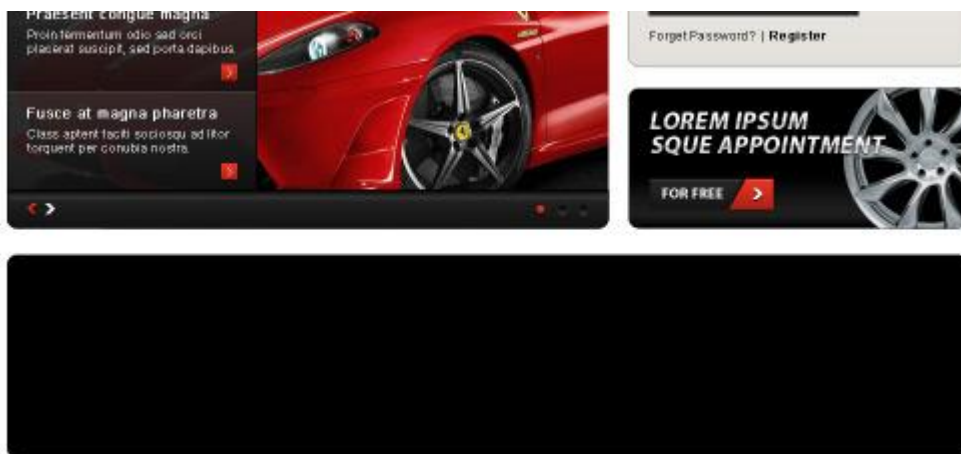 Praesent congue magna
Proin fermentum odio sed orci
placerat suscipit, sed porta dapibus.
Fusce at magna pharetra
Class aptent taciti sociosqu ad litor
torquent per conubia nostra.
Forget Password? | Register
LOREM IPSUM
SQUE APPOINTMENT
FOR FREE